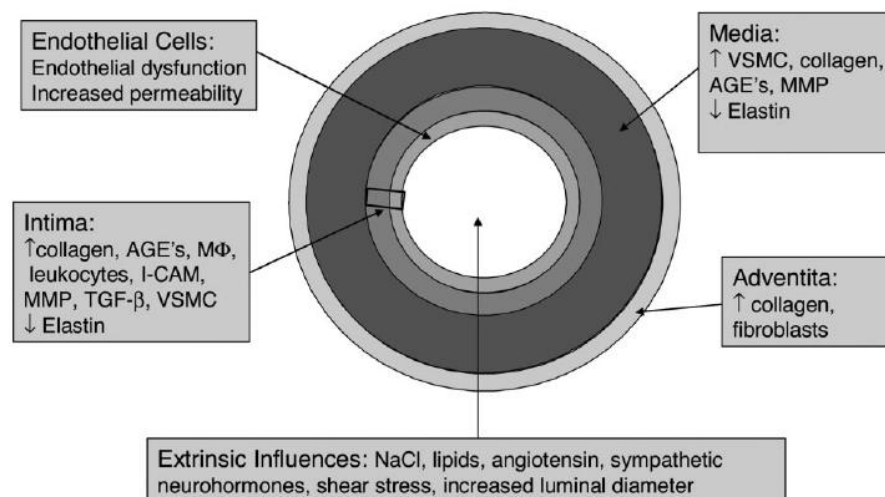 Endothelial Cells:
Endothelial dysfunction
Increased permeability
Media:
↑ VSMC, collagen,
AGE's, MMP
↓ Elastin
Intima:
↑collagen, AGE's, MΦ,
leukocytes, I-CAM,
MMP, TGF-β, VSMC
↓ Elastin
Adventita:
↑ collagen,
fibroblasts
Extrinsic Influences: NaCl, lipids, angiotensin, sympathetic
neurohormones, shear stress, increased luminal diameter